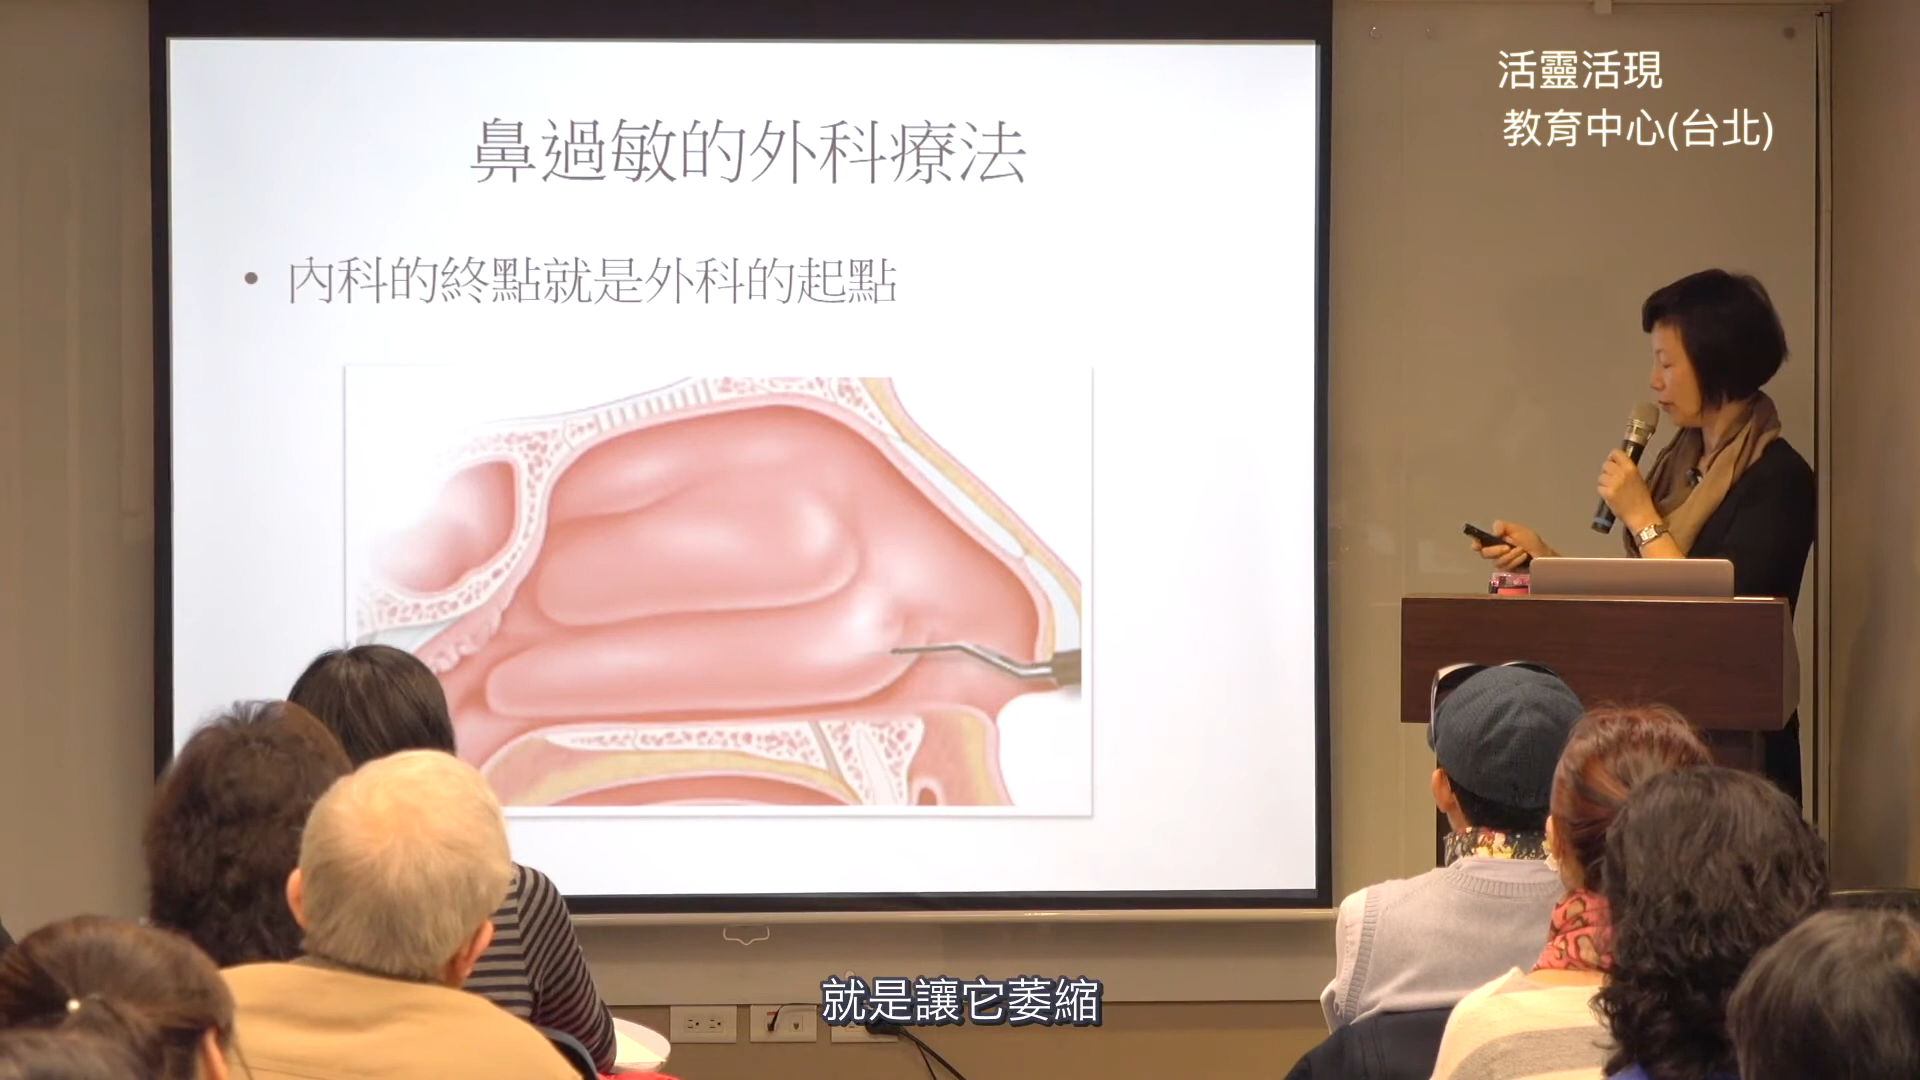 活靈活現
教育中心(台北)
鼻過敏的外科療法
• 內科的終點就是外科的起點
就是讓它萎縮